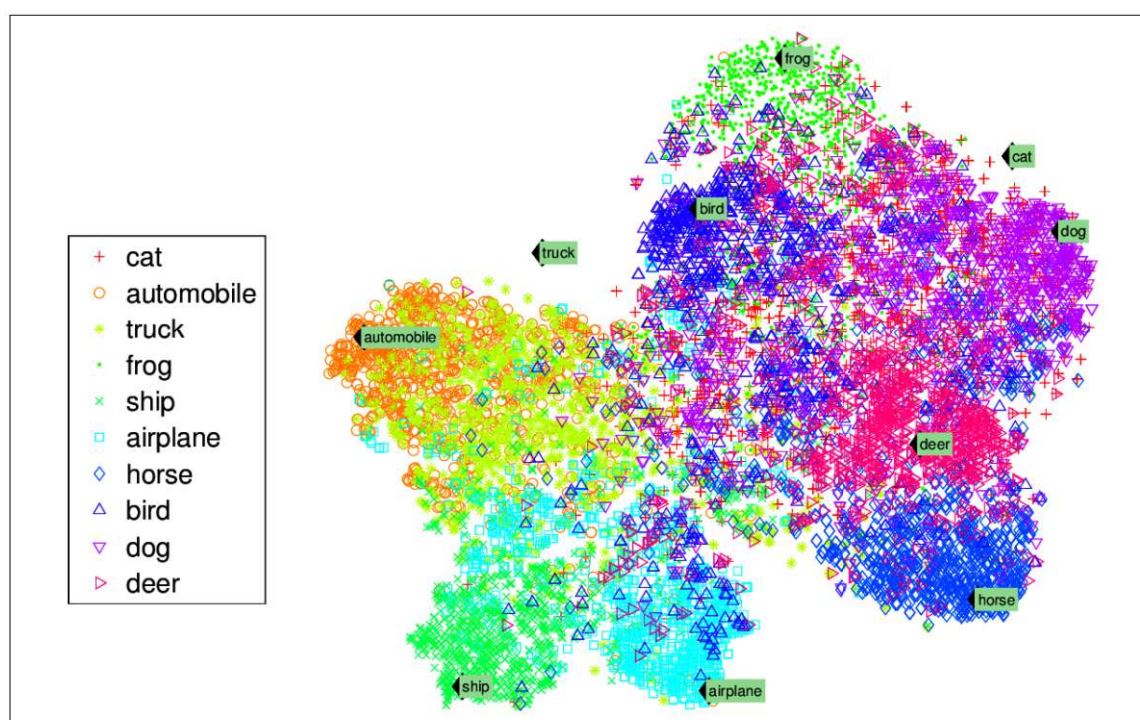 frog
cat
bird
dog
truck
cat
automobile
truck
frog
ship
airplane
horse
bird
dog
deer
automobile
deer
horse
ship
airplane